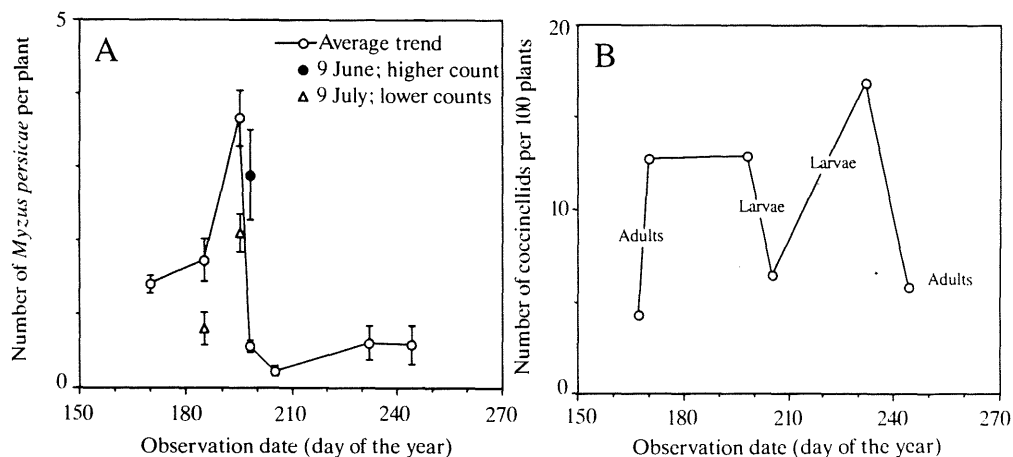 A
Average trend
9 June; higher count
9 July; lower counts
Number of Myzus persicae per plant
5
0
150
180
210
240
270
Observation date (day of the year)
B
Number of coccinellids per 100 plants
20
10
0
Adults
Larvae
Larvae
Adults
150
180
210
240
270
Observation date (day of the year)